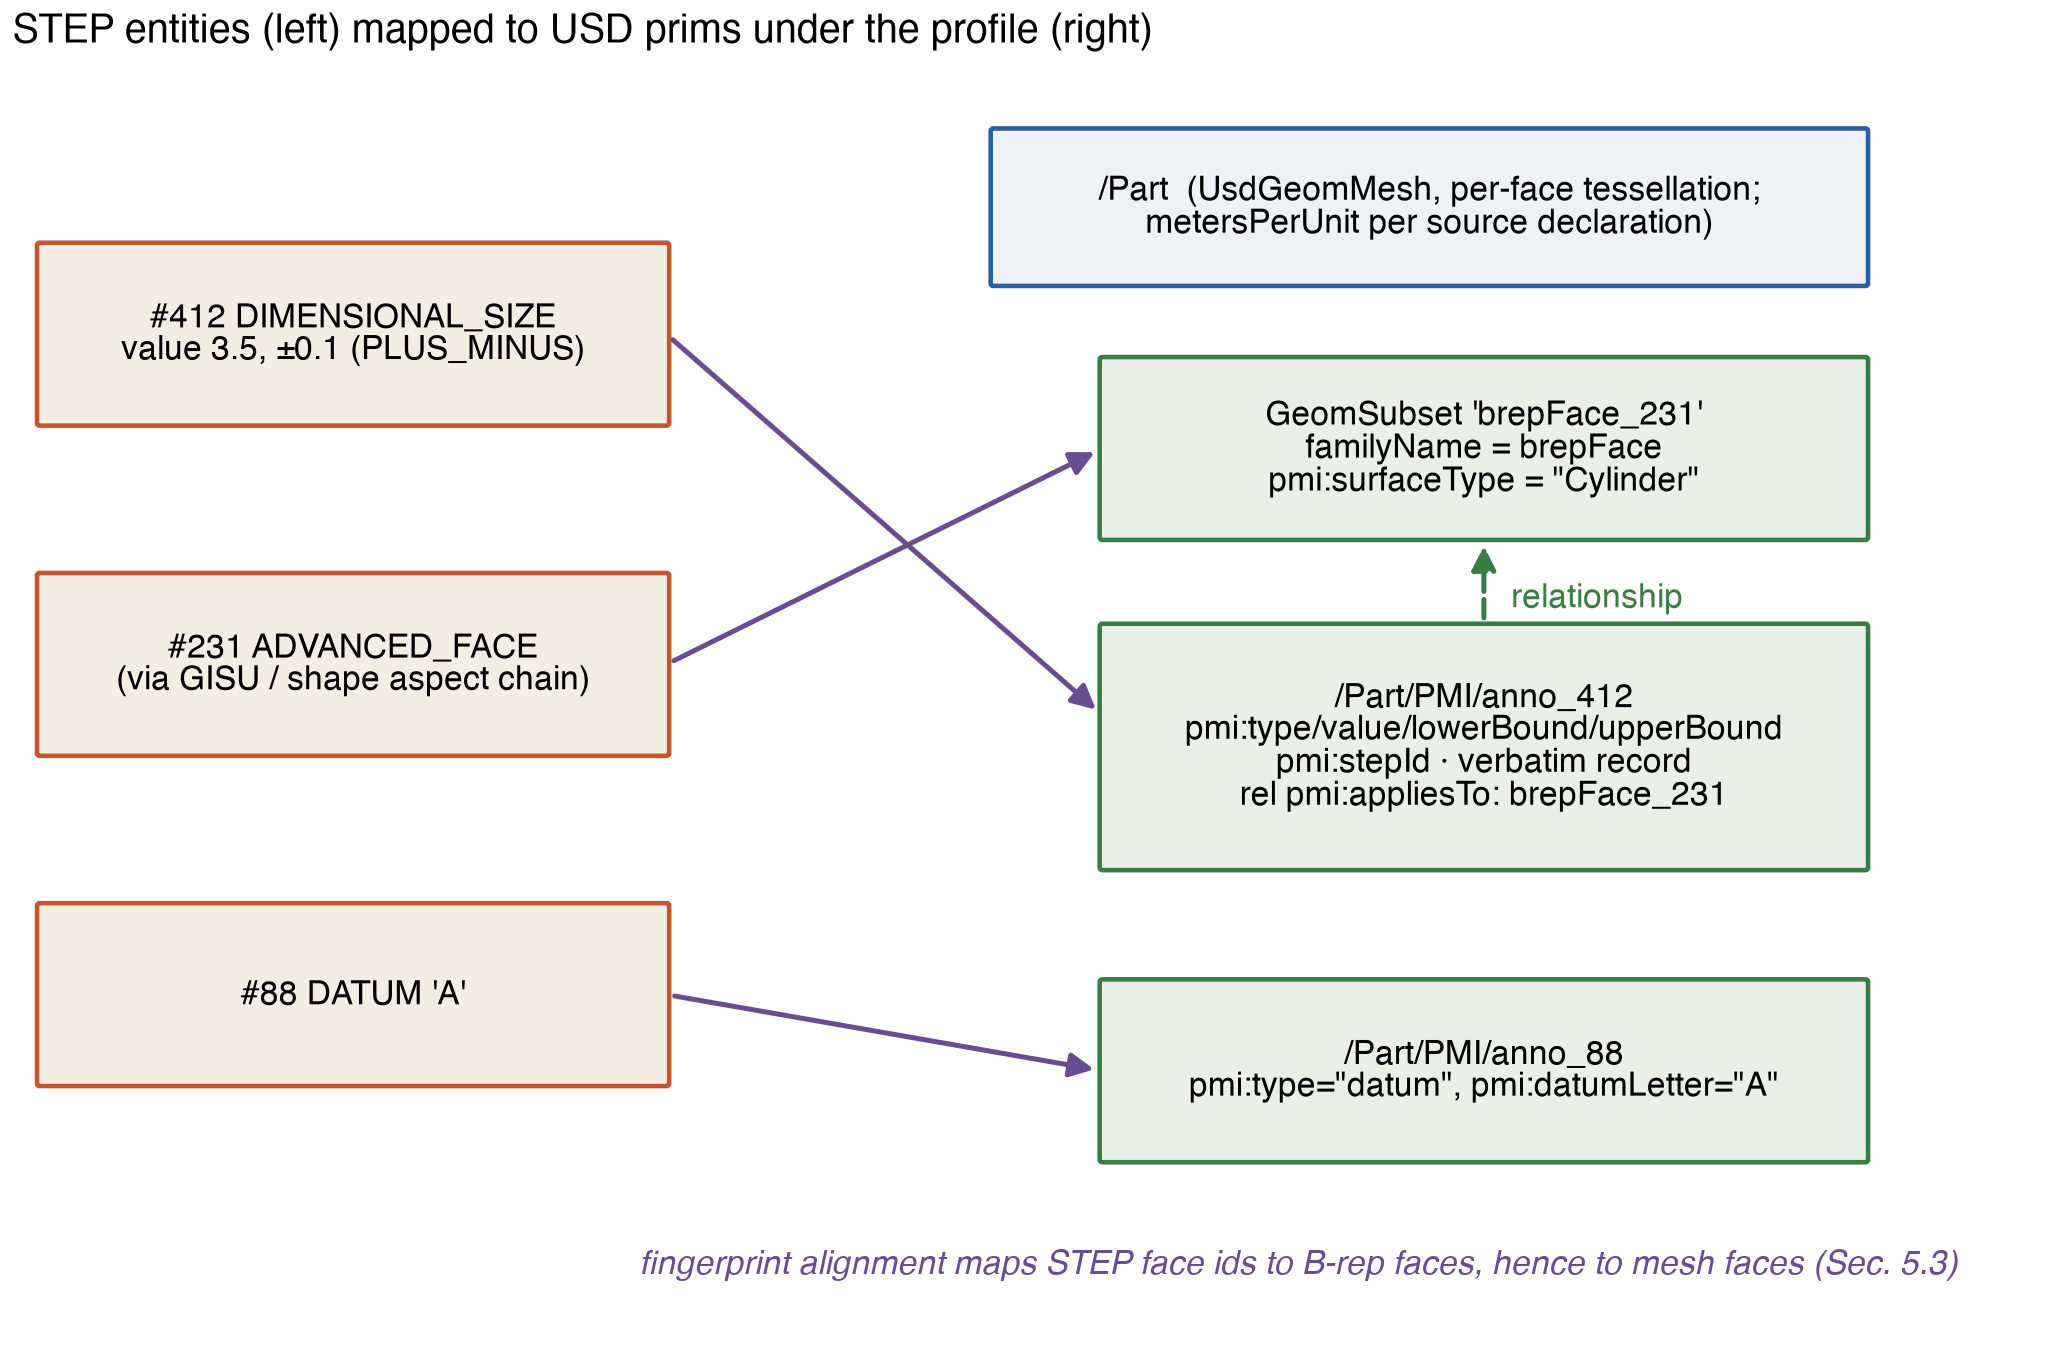 STEP entities (left) mapped to USD prims under the profile (right)
/Part  (UsdGeomMesh, per-face tessellation;
metersPerUnit per source declaration)
#412 DIMENSIONAL_SIZE
value 3.5, ±0.1 (PLUS_MINUS)
GeomSubset 'brepFace_231'
familyName = brepFace
pmi:surfaceType = "Cylinder"
relationship
#231 ADVANCED_FACE
(via GISU / shape aspect chain)
/Part/PMI/anno_412
pmi:type/value/lowerBound/upperBound
pmi:stepId · verbatim record
rel pmi:appliesTo: brepFace_231
#88 DATUM 'A'
/Part/PMI/anno_88
pmi:type="datum", pmi:datumLetter="A"
fingerprint alignment maps STEP face ids to B-rep faces, hence to mesh faces (Sec. 5.3)